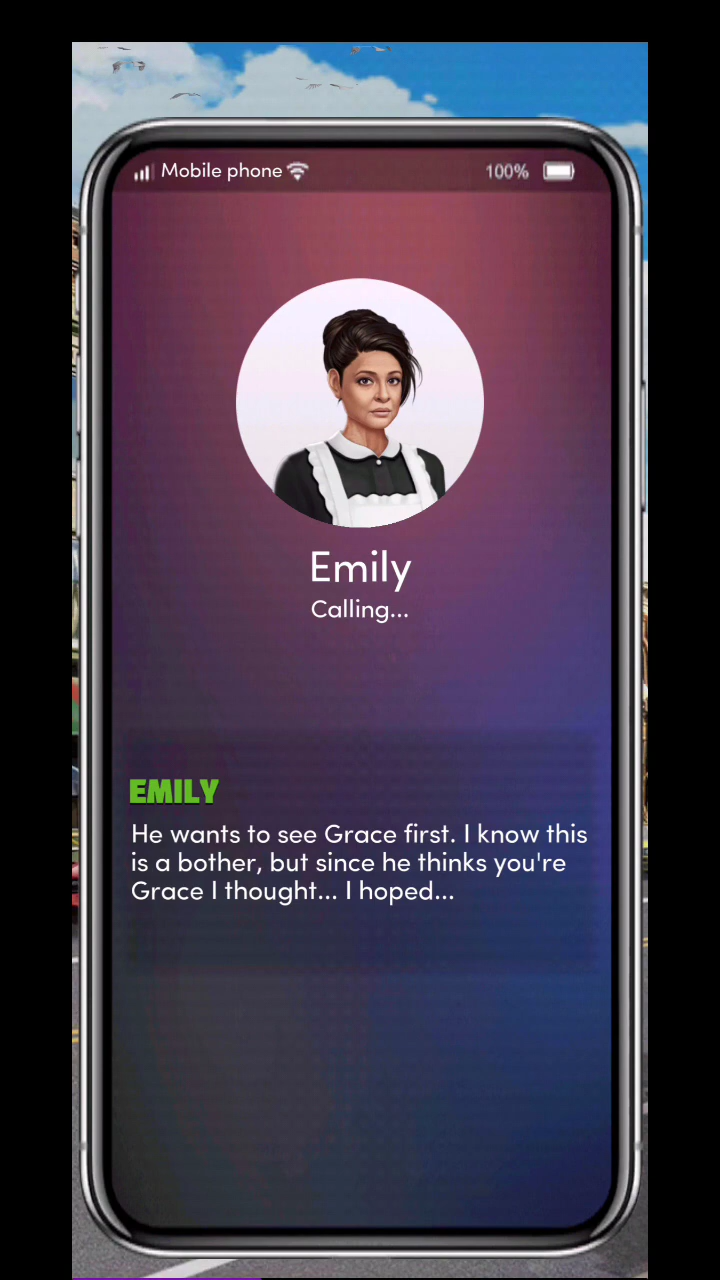 Mobile phone 100%
Emily
Calling...
EMILY
He wants to see Grace first. I know this
is a bother, but since he thinks you're
Grace I thought... I hoped...